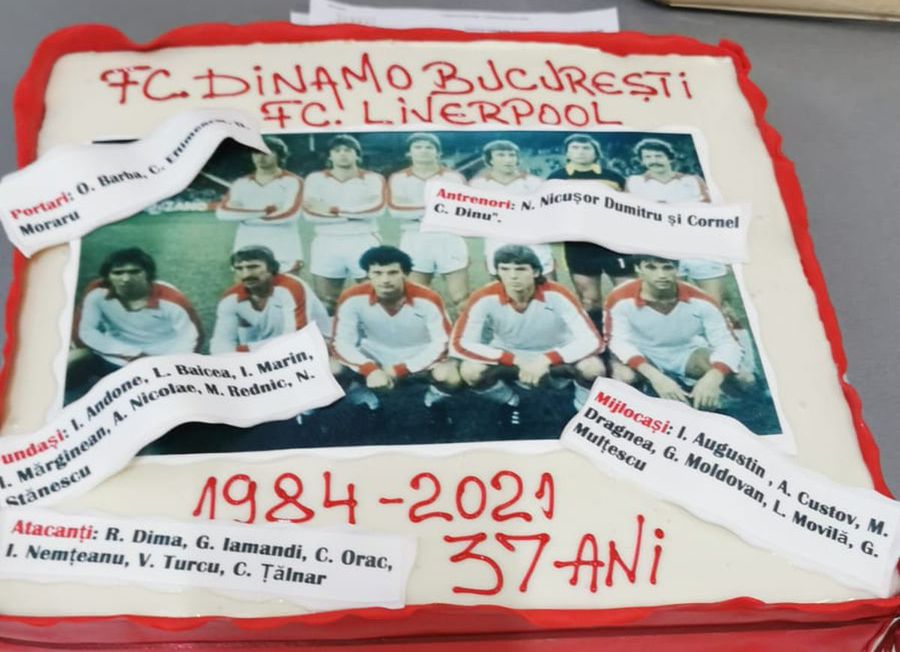 FC. DINAMO BUCUREȘTI
FC. LIVERPOOL
Portari: O. Barba, C.
Moraru
Antrenori: N. Nicușor Dumitru și Cornel
C. Dinu".
undași: I. Andone, L. Baicea, I. Marin,
I. Mărginean, A. Nicolae, M. Rednic, N.
Stănescu
Mijlocași: I. Augustin , A. Custov, M.
Dragnea, G. Moldovan, L. Movilă, G.
Mulțescu
1984-2021
37 ANi
Atacanți: R. Dima, G. Iamandi, C. Orac,
I. Nemțeanu, V. Turcu, C. Țălnar